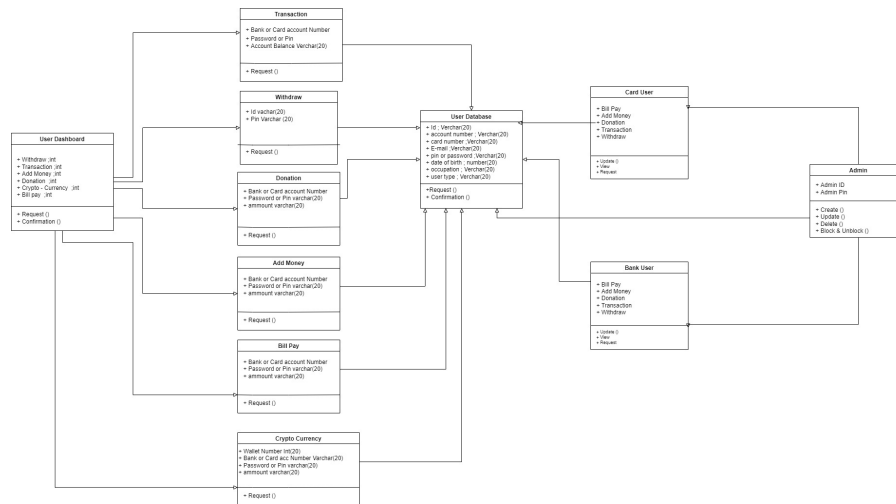 Transaction
+ Bank or Card account Number
+ Password or Pin
+ Account Balance Verchar(20)
+ Request ()
Withdraw
+ Id vachar(20)
+ Pin Varchar (20)
+ Request ()
User Dashboard
+ Withdraw ;int
+ Transaction ;int
+ Add Money ;int
+ Donation ;int
+ Crypto - Currency ;int
+ Bill pay ;int
+ Request ()
+ Confirmation ()
Donation
+ Bank or Card account Number
+ Password or Pin varchar(20)
+ ammount varchar(20)
+ Request ()
Add Money
+ Bank or Card account Number
+ Password or Pin varchar(20)
+ ammount varchar(20)
+ Request ()
Bill Pay
+ Bank or Card account Number
+ Password or Pin varchar(20)
+ ammount varchar(20)
+ Request ()
Crypto Currency
+ Wallet Number Int(20)
+ Bank or Card acc Number Varchar(20)
+ Password or Pin varchar(20)
+ ammount varchar(20)
+ Request ()
User Database
+ Id ; Verchar(20)
+ account number ; Verchar(20)
+ card number ;Verchar(20)
+ E-mail ;Verchar(20)
+ pin or password ;Verchar(20)
+ date of birth ; number(20)
+ occupation ; Verchar(20)
+ user type ; Verchar(20)
+Request ()
+ Confirmation ()
Card User
+ Bill Pay
+ Add Money
+ Donation
+ Transaction
+ Withdraw
+ Update ()
+ View
+ Request
Bank User
+ Bill Pay
+ Add Money
+ Donation
+ Transaction
+ Withdraw
+ Update ()
+ View
+ Request
Admin
+ Admin ID
+ Admin Pin
+ Create ()
+ Update ()
+ Delete ()
+ Block & Unblock ()